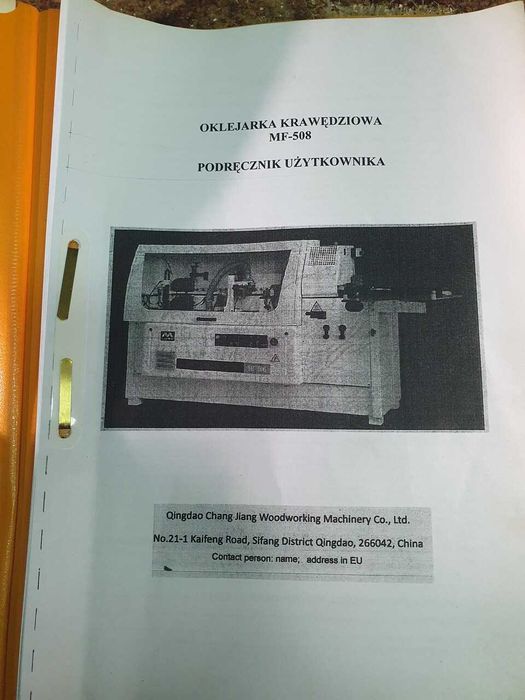 OKLEJARKA KRAWĘDZIOWA
MF-508
PODRĘCZNIK UŻYTKOWNIKA
Qingdao Chang Jiang Woodworking Machinery Co., Ltd.
No.21-1 Kaifeng Road, Sifang District Qingdao, 266042, China
Contact person: name; address in EU